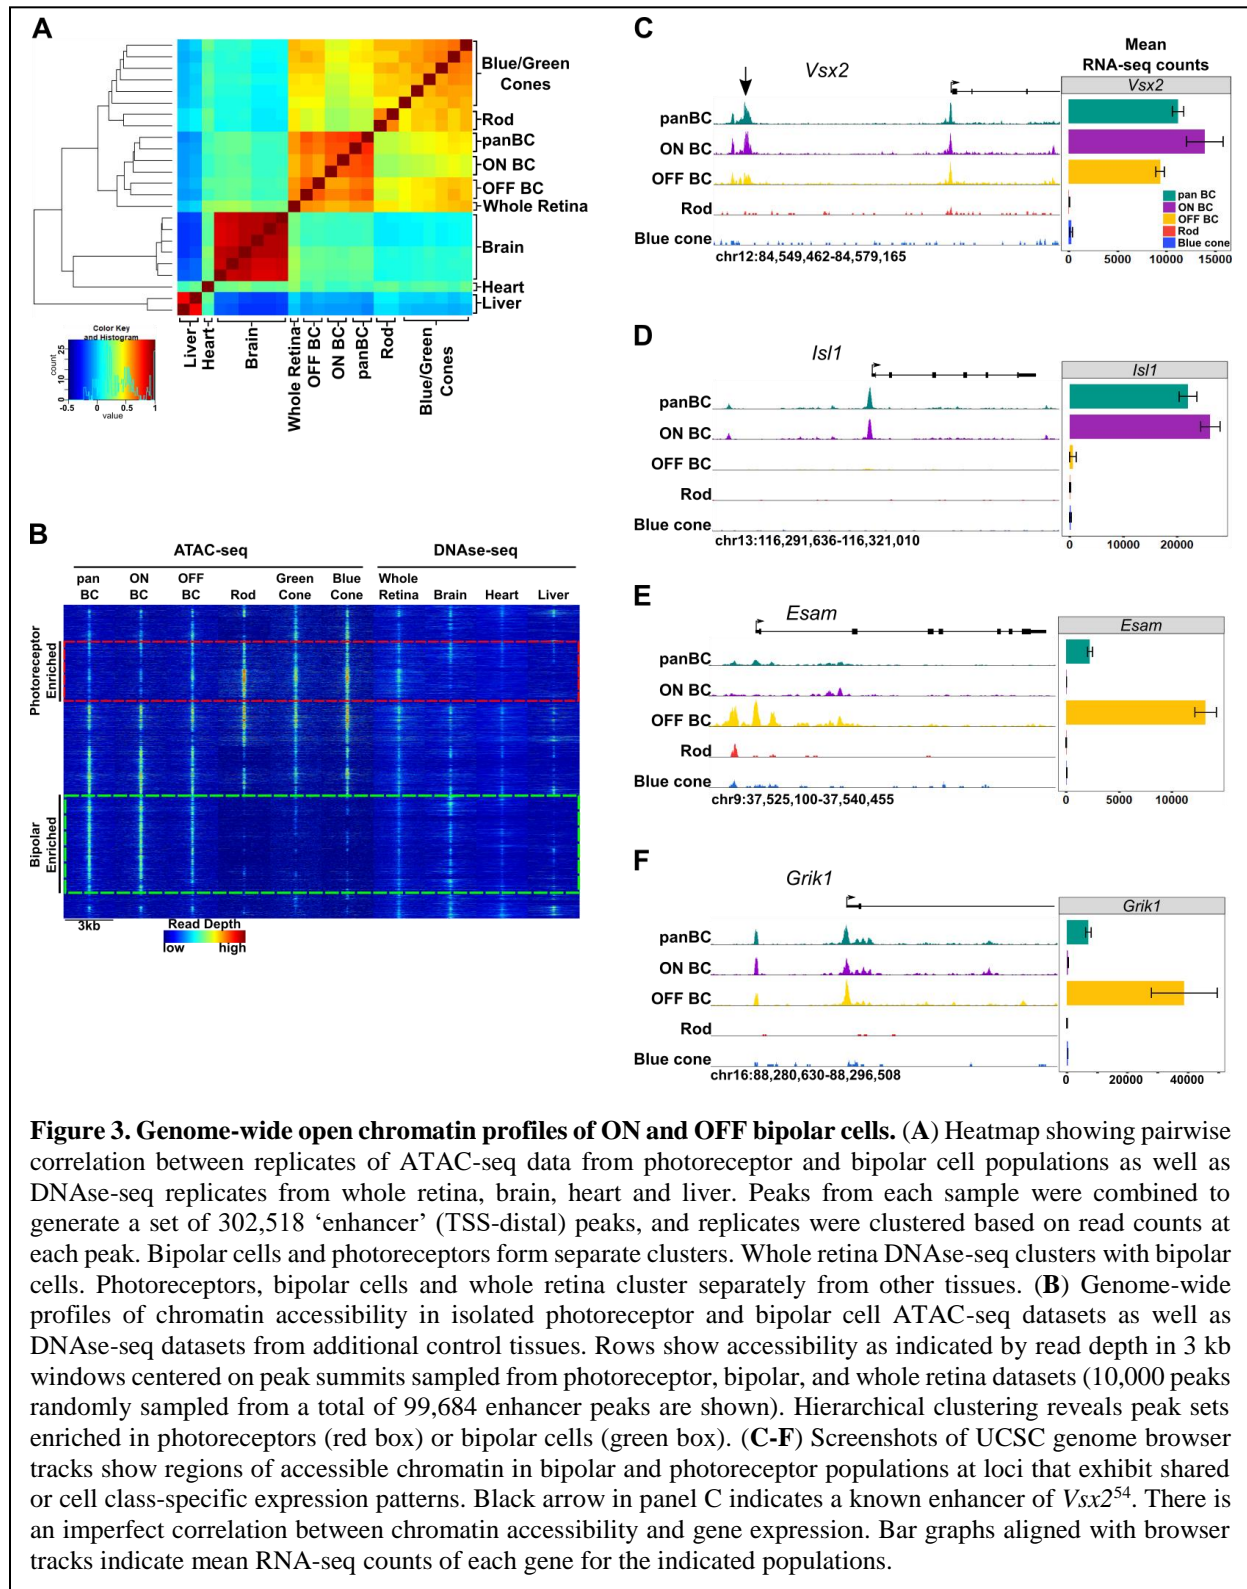 A
Blue/Green
Cones
Rod
panBC
ON BC
OFF BC
Whole Retina
Brain
Heart
Liver
Color Key
and Histogram
count
0 10 25
-0.5 0 0.5 1
value
Liver
Heart
Brain
Whole Retina
OFF BC
ON BC
panBC
Rod
Blue/Green
Cones
B
ATAC-seq DNAse-seq
pan ON OFF Green Blue Whole
BC BC BC Rod Cone Cone Retina Brain Heart Liver
Photoreceptor
Enriched
Bipolar
Enriched
3kb
Read Depth
low high
C
Mean
RNA-seq counts
Vsx2
Vsx2
panBC
ON BC
OFF BC
Rod
Blue cone
chr12:84,549,462-84,579,165
pan BC
ON BC
OFF BC
Rod
Blue cone
0 5000 10000 15000
D
Isl1
Isl1
panBC
ON BC
OFF BC
Rod
Blue cone
chr13:116,291,636-116,321,010
0 10000 20000
E
Esam
Esam
panBC
ON BC
OFF BC
Rod
Blue cone
chr9:37,525,100-37,540,455
0 5000 10000
F
Grik1
Grik1
panBC
ON BC
OFF BC
Rod
Blue cone
chr16:88,280,630-88,296,508
0 20000 40000
Figure 3. Genome-wide open chromatin profiles of ON and OFF bipolar cells. (A) Heatmap showing pairwise
correlation between replicates of ATAC-seq data from photoreceptor and bipolar cell populations as well as
DNAse-seq replicates from whole retina, brain, heart and liver. Peaks from each sample were combined to
generate a set of 302,518 ‘enhancer’ (TSS-distal) peaks, and replicates were clustered based on read counts at
each peak. Bipolar cells and photoreceptors form separate clusters. Whole retina DNAse-seq clusters with bipolar
cells. Photoreceptors, bipolar cells and whole retina cluster separately from other tissues. (B) Genome-wide
profiles of chromatin accessibility in isolated photoreceptor and bipolar cell ATAC-seq datasets as well as
DNAse-seq datasets from additional control tissues. Rows show accessibility as indicated by read depth in 3 kb
windows centered on peak summits sampled from photoreceptor, bipolar, and whole retina datasets (10,000 peaks
randomly sampled from a total of 99,684 enhancer peaks are shown). Hierarchical clustering reveals peak sets
enriched in photoreceptors (red box) or bipolar cells (green box). (C-F) Screenshots of UCSC genome browser
tracks show regions of accessible chromatin in bipolar and photoreceptor populations at loci that exhibit shared
or cell class-specific expression patterns. Black arrow in panel C indicates a known enhancer of Vsx2⁵⁴. There is
an imperfect correlation between chromatin accessibility and gene expression. Bar graphs aligned with browser
tracks indicate mean RNA-seq counts of each gene for the indicated populations.